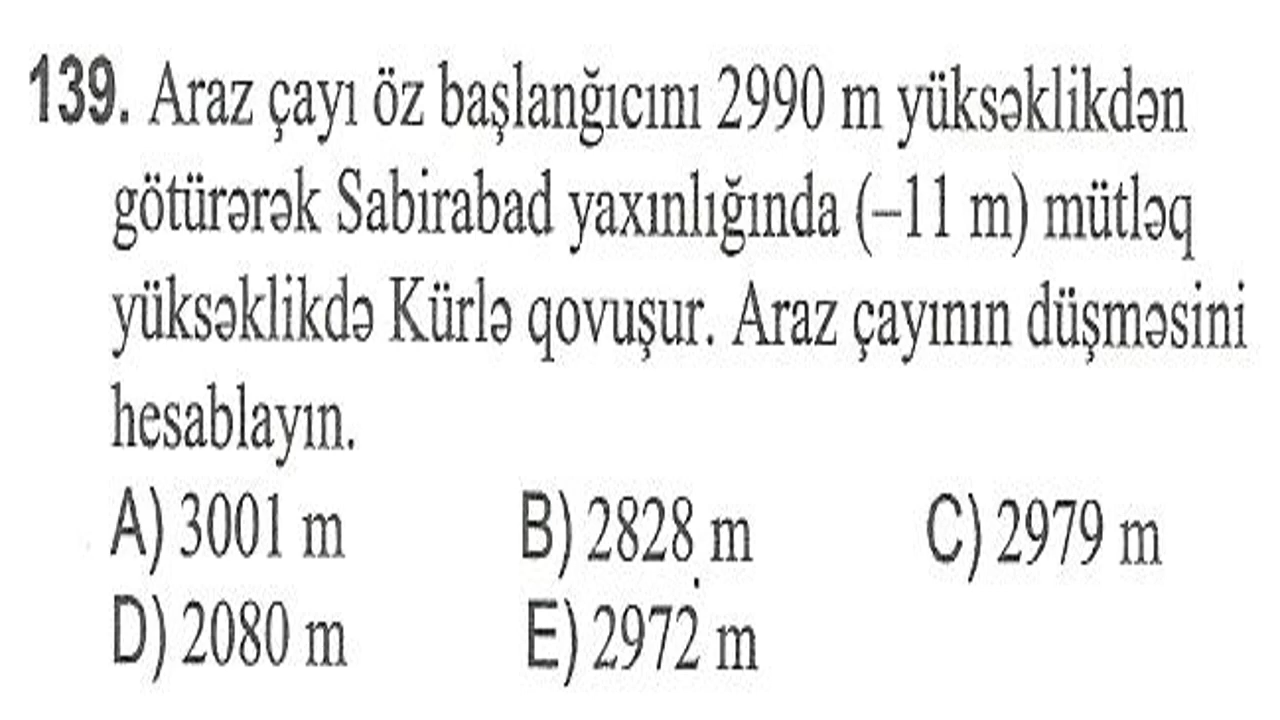 139. Araz çayı öz başlanğıcını 2990 m yüksəklikdən
götürərək Sabirabad yaxınlığında (–11 m) mütləq
yüksəklikdə Kürlə qovuşur. Araz çayının düşməsini
hesablayın.
A) 3001 m B) 2828 m C) 2979 m
D) 2080 m E) 2972 m